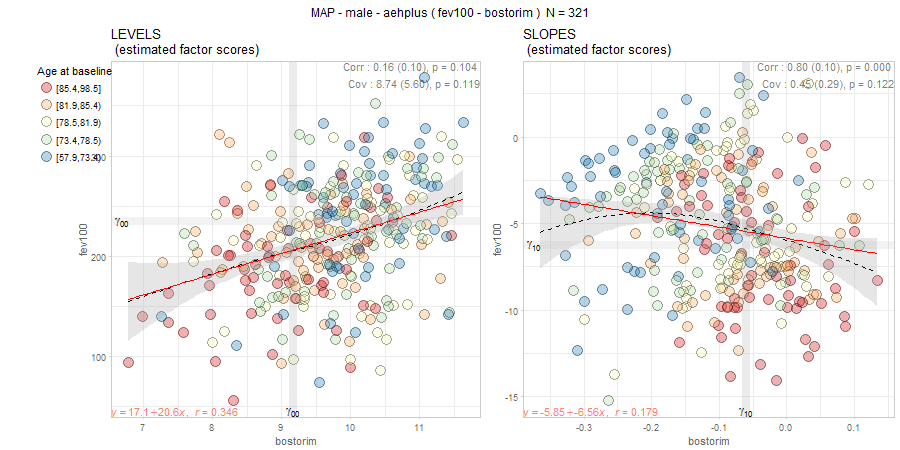 MAP - male - aehplus ( fev100 - bostorim ) N = 321
LEVELS
(estimated factor scores)
SLOPES
(estimated factor scores)
Age at baseline
[85.4,98.5]
[81.9,85.4)
[78.5,81.9)
[73.4,78.5)
[57.9,73.4)
Corr : 0.16 (0.10), p = 0.104
Cov : 8.74 (5.60), p = 0.119
γ00
fev100
200
100
y = 17.1+20.6x, r = 0.346
γ00
7 8 9 10 11
bostorim
Corr : 0.80 (0.10), p = 0.000
Cov : 0.45 (0.29), p = 0.122
0
-5
-10
-15
γ10
fev100
y = -5.85+-6.56x, r = 0.179
γ10
-0.3 -0.2 -0.1 0.0 0.1
bostorim